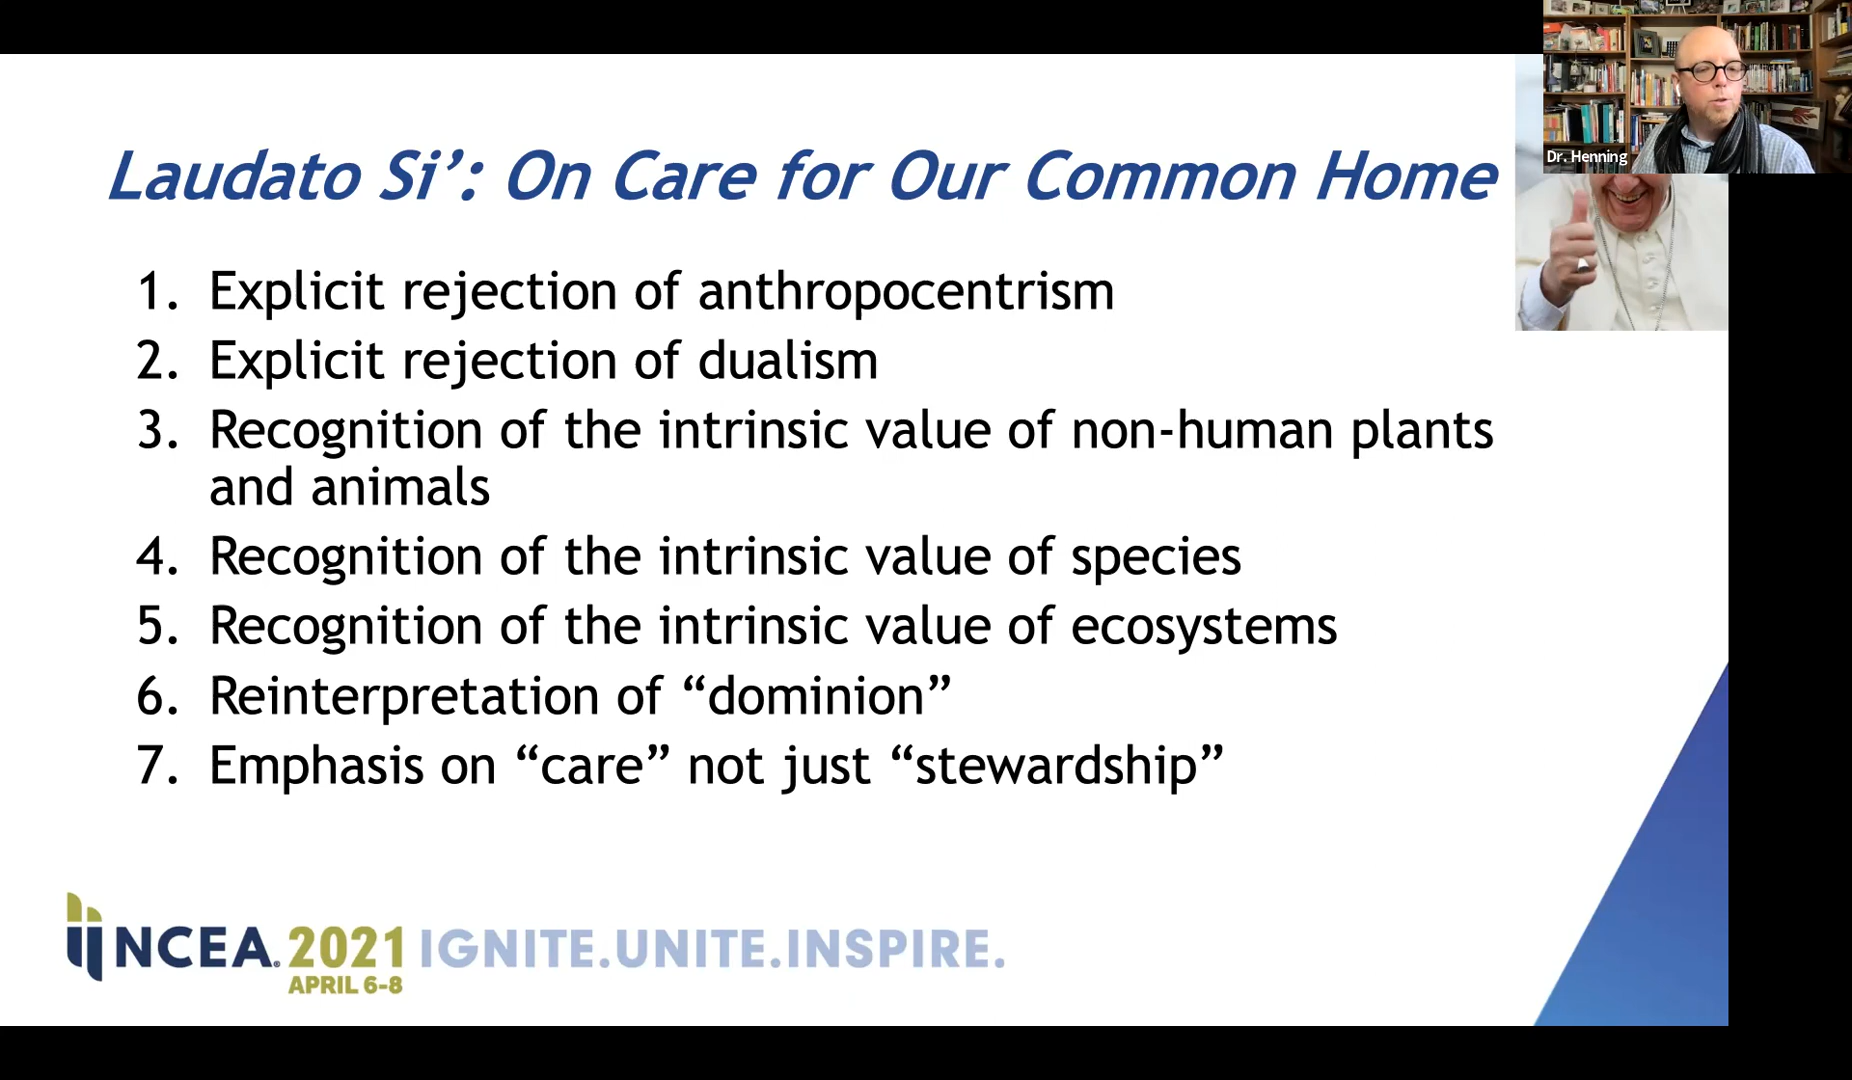 Dr. Henning
Laudato Si’: On Care for Our Common Home
1. Explicit rejection of anthropocentrism
2. Explicit rejection of dualism
3. Recognition of the intrinsic value of non-human plants
and animals
4. Recognition of the intrinsic value of species
5. Recognition of the intrinsic value of ecosystems
6. Reinterpretation of “dominion”
7. Emphasis on “care” not just “stewardship”
NCEA® 2021 IGNITE.UNITE.INSPIRE.
APRIL 6-8